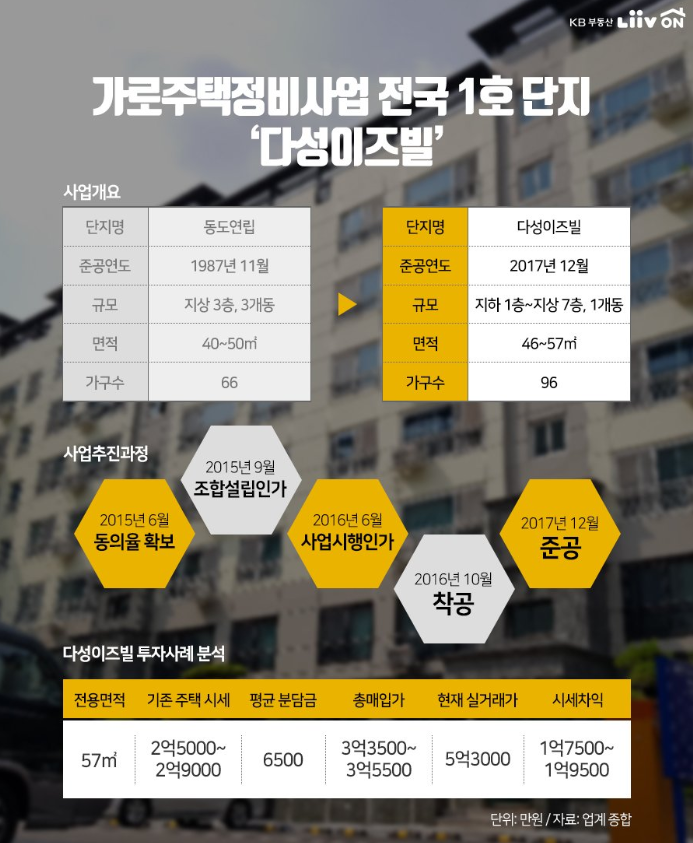 KB 부동산 Liiv ON
가로주택정비사업 전국 1호 단지
‘다성이즈빌’
사업개요
단지명 동도연립
준공연도 1987년 11월
규모 지상 3층, 3개동
면적 40~50㎡
가구수 66
단지명 다성이즈빌
준공연도 2017년 12월
규모 지하 1층~지상 7층, 1개동
면적 46~57㎡
가구수 96
사업추진과정
2015년 6월
동의율 확보
2015년 9월
조합설립인가
2016년 6월
사업시행인가
2016년 10월
착공
2017년 12월
준공
다성이즈빌 투자사례 분석
전용면적 기존 주택 시세 평균 분담금 총매입가 현재 실거래가 시세차익
57㎡ 2억5000~ 6500 3억3500~ 5억3000 1억7500~
2억9000 3억5500 1억9500
단위: 만원 / 자료: 업계 종합